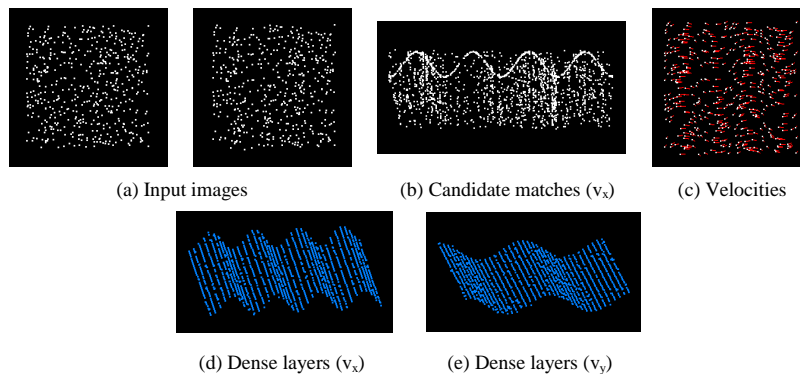 (a) Input images
(b) Candidate matches (vx)
(c) Velocities
(d) Dense layers (vx)
(e) Dense layers (vy)